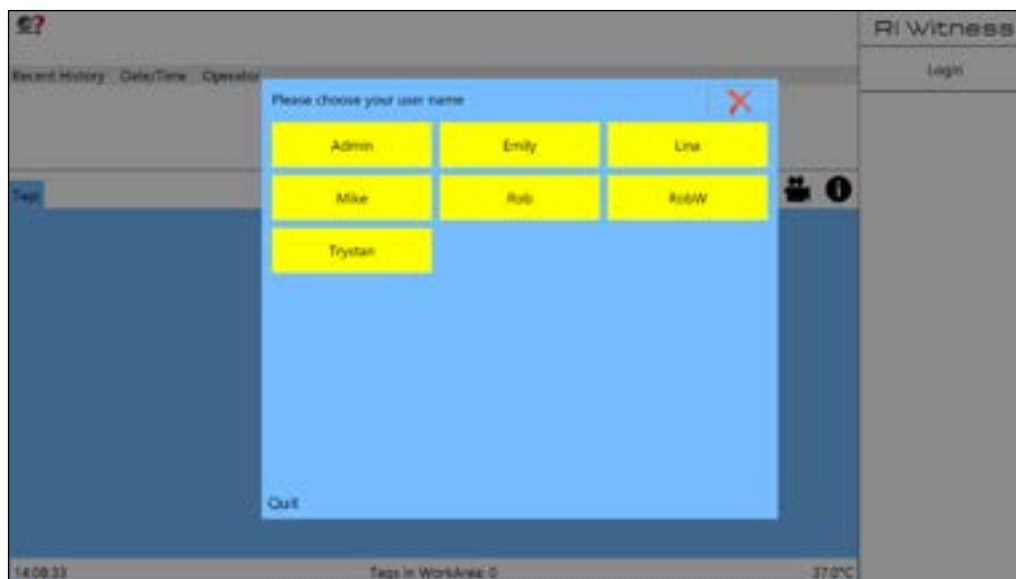 RI Witness
Login
Recent History Date/Time Operator
Please choose your user name
Admin Emily Lina
Mike Rob RobW
Trystan
Tags
Quit
14:08:33 Tags in WorkArea: 0 37.0°C